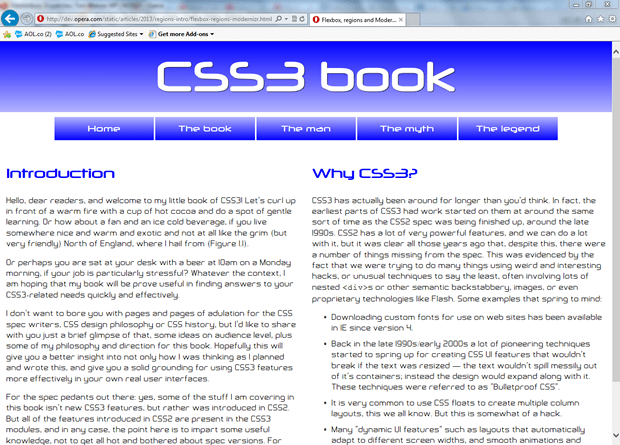 http://dev.opera.com/static/articles/2013/regions-intro/flexbox-regions-modernizr.html
Flexbox, regions and Moder...
AOL.co (2)
AOL.co
Suggested Sites
Get more Add-ons
CSS3 book
Home
The book
The man
The myth
The legend
Introduction
Hello, dear readers, and welcome to my little book of CSS3! Let's curl up
in front of a warm fire with a cup of hot cocoa and do a spot of gentle
learning. Or how about a fan and an ice cold beverage, if you live
somewhere nice and warm and exotic and not at all like the grim (but
very friendly) North of England, where I hail from (Figure 1.1).
Or perhaps you are sat at your desk with a beer at 10am on a Monday
morning, if your job is particularly stressful? Whatever the context, I
am hoping that my book will be prove useful in finding answers to your
CSS3-related needs quickly and effectively.
I don't want to bore you with pages and pages of adulation for the CSS
spec writers, CSS design philosophy or CSS history, but I'd like to share
with you just a brief glimpse of that, some ideas on audience level, plus
some of my philosophy and direction for this book. Hopefully this will
give you a better insight into not only how I was thinking as I planned
and wrote this, and give you a solid grounding for using CSS3 features
more effectively in your own real user interfaces.
For the spec pedants out there: yes, some of the stuff I am covering in
this book isn't new CSS3 features, but rather was introduced in CSS2.
But all of the features introduced in CSS2 are present in the CSS3
modules, and in any case, the point here is to impart some useful
knowledge, not to get all hot and bothered about spec versions. For
Why CSS3?
CSS3 has actually been around for longer than you'd think. In fact, the
earliest parts of CSS3 had work started on them at around the same
sort of time as the CSS2 spec was being finished up, around the late
1990s. CSS2 has a lot of very powerful features, and we can do a lot
with it, but it was clear all those years ago that, despite this, there were
a number of things missing from the spec. This was evidenced by the
fact that we were trying to do many things using weird and interesting
hacks, or unusual techniques to say the least, often involving lots of
nested <div>s or other semantic backstabbery, images, or even
proprietary technologies like Flash. Some examples that spring to mind:
• Downloading custom fonts for use on web sites has been available
in IE since version 4.
• Back in the late 1990s/early 2000s a lot of pioneering techniques
started to spring up for creating CSS UI features that wouldn't
break if the text was resized — the text wouldn't spill messily out
of it's containers; instead the design would expand along with it.
These techniques were referred to as "Bulletproof CSS".
• It is very common to use CSS floats to create multiple column
layouts, this we all know. But this is somewhat of a hack.
• Many "dynamic UI features" such as layouts that automatically
adapt to different screen widths, and smooth animations and